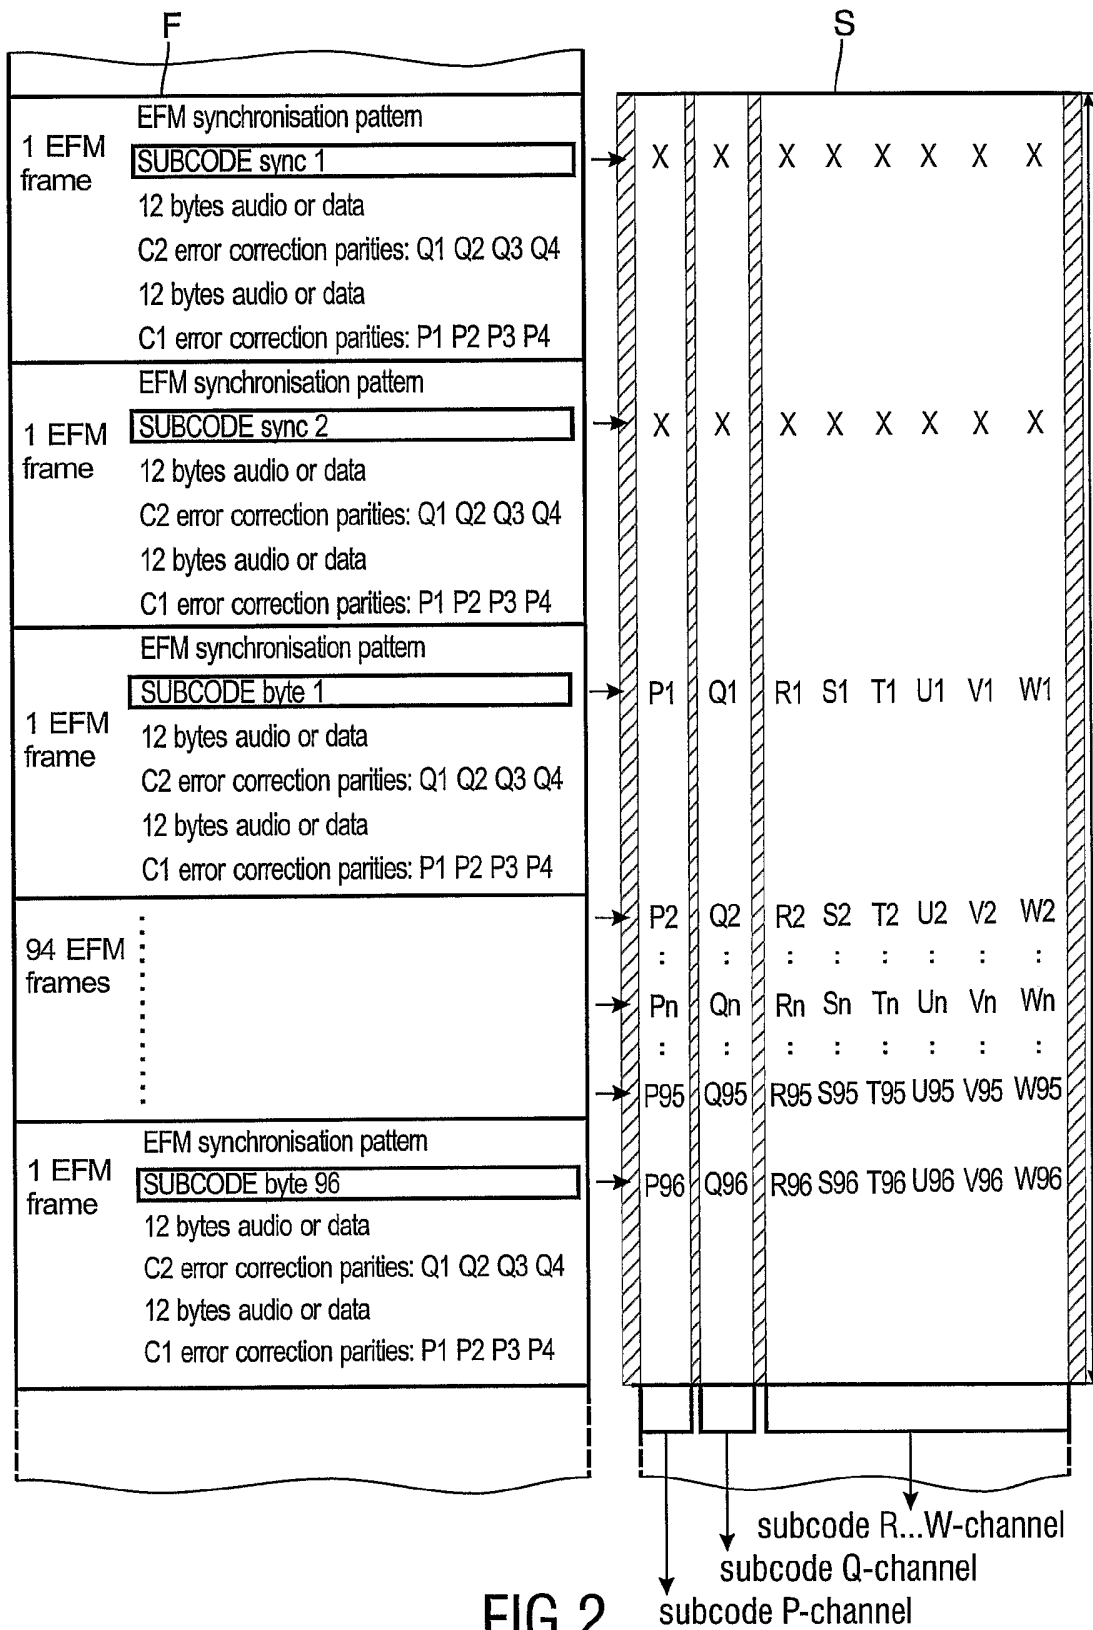 F
S
1 EFM
frame
EFM synchronisation pattern
SUBCODE sync 1
12 bytes audio or data
C2 error correction parities: Q1 Q2 Q3 Q4
12 bytes audio or data
C1 error correction parities: P1 P2 P3 P4
X X X X X X X X
1 EFM
frame
EFM synchronisation pattern
SUBCODE sync 2
12 bytes audio or data
C2 error correction parities: Q1 Q2 Q3 Q4
12 bytes audio or data
C1 error correction parities: P1 P2 P3 P4
X X X X X X X X
1 EFM
frame
EFM synchronisation pattern
SUBCODE byte 1
12 bytes audio or data
C2 error correction parities: Q1 Q2 Q3 Q4
12 bytes audio or data
C1 error correction parities: P1 P2 P3 P4
P1 Q1 R1 S1 T1 U1 V1 W1
94 EFM
frames
P2 Q2 R2 S2 T2 U2 V2 W2
: : : : : : : :
Pn Qn Rn Sn Tn Un Vn Wn
: : : : : : : :
P95 Q95 R95 S95 T95 U95 V95 W95
1 EFM
frame
EFM synchronisation pattern
SUBCODE byte 96
12 bytes audio or data
C2 error correction parities: Q1 Q2 Q3 Q4
12 bytes audio or data
C1 error correction parities: P1 P2 P3 P4
P96 Q96 R96 S96 T96 U96 V96 W96
subcode R...W-channel
subcode Q-channel
subcode P-channel
FIG 2